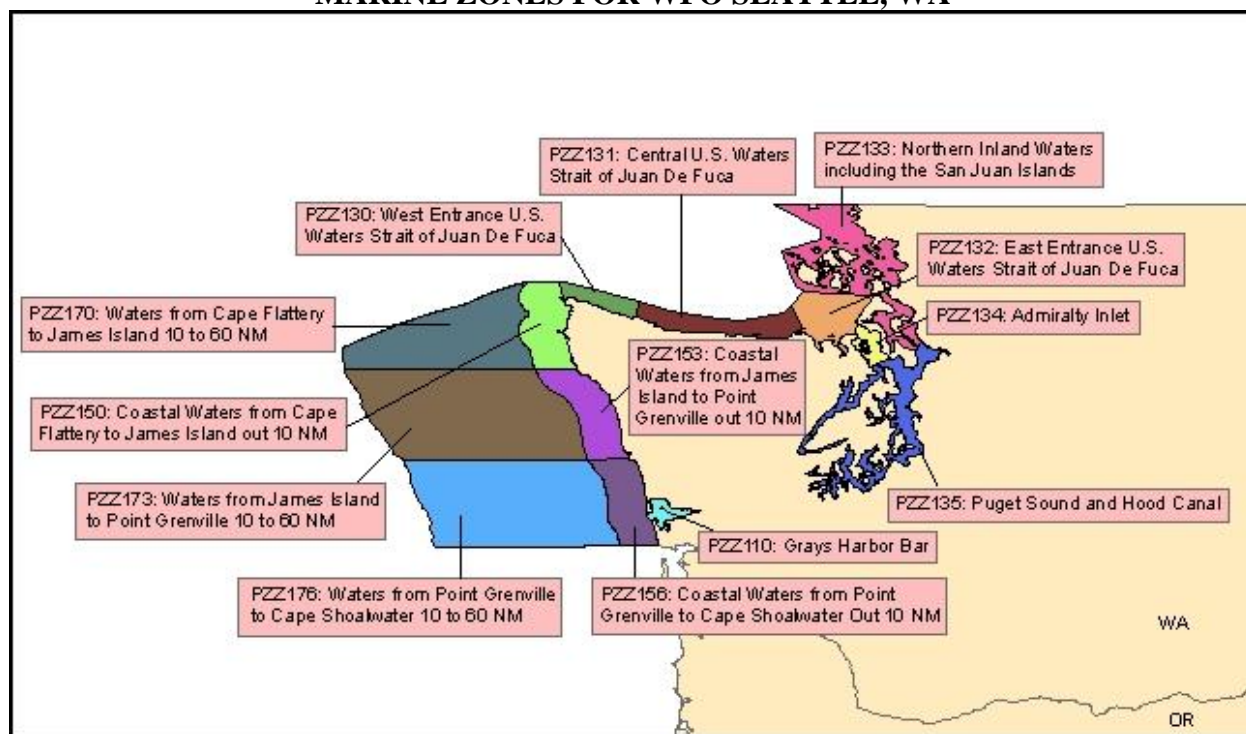 MARINE ZONES FOR WFO SEATTLE, WA
PZZ131: Central U.S. Waters
Strait of Juan De Fuca
PZZ133: Northern Inland Waters
including the San Juan Islands
PZZ130: West Entrance U.S.
Waters Strait of Juan De Fuca
PZZ132: East Entrance U.S.
Waters Strait of Juan De Fuca
PZZ170: Waters from Cape Flattery
to James Island 10 to 60 NM
PZZ134: Admiralty Inlet
PZZ153: Coastal
Waters from James
Island to Point
Grenville out 10 NM
PZZ150: Coastal Waters from Cape
Flattery to James Island out 10 NM
PZZ173: Waters from James Island
to Point Grenville 10 to 60 NM
PZZ135: Puget Sound and Hood Canal
PZZ110: Grays Harbor Bar
PZZ176: Waters from Point Grenville
to Cape Shoalwater 10 to 60 NM
PZZ156: Coastal Waters from Point
Grenville to Cape Shoalwater Out 10 NM
WA
OR